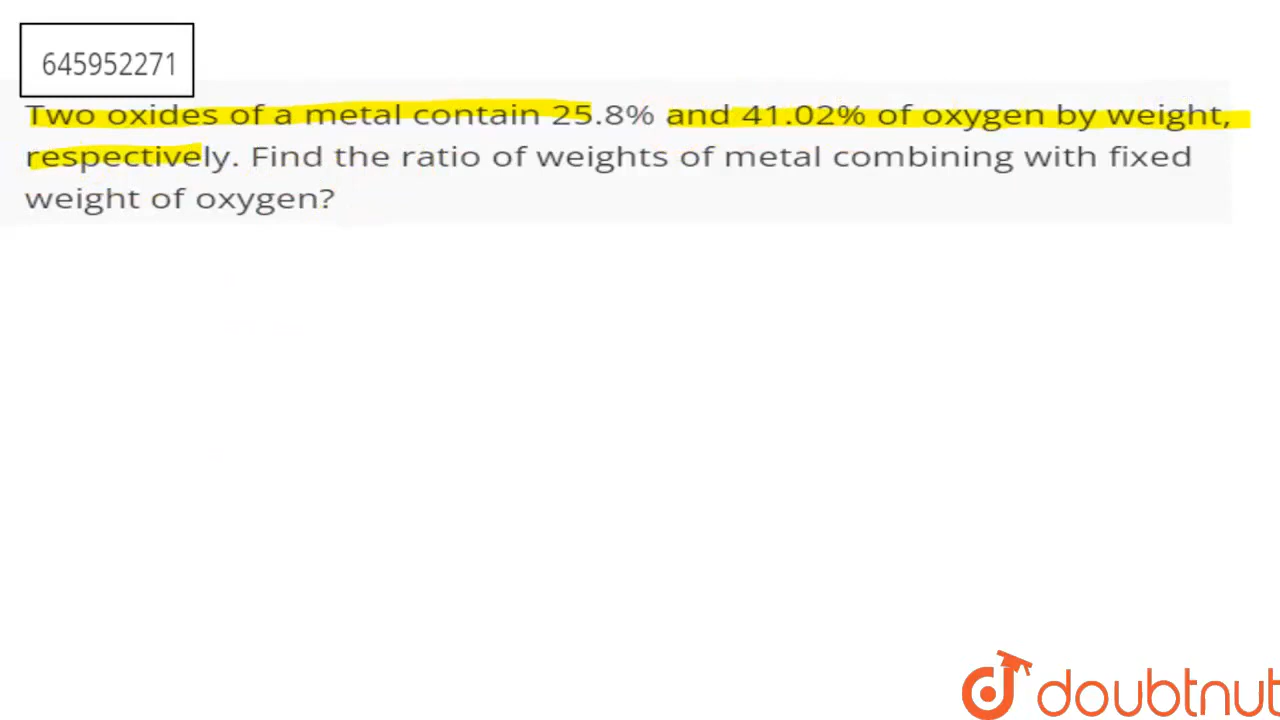 645952271
Two oxides of a metal contain 25.8% and 41.02% of oxygen by weight,
respectively. Find the ratio of weights of metal combining with fixed
weight of oxygen?
doubtnut